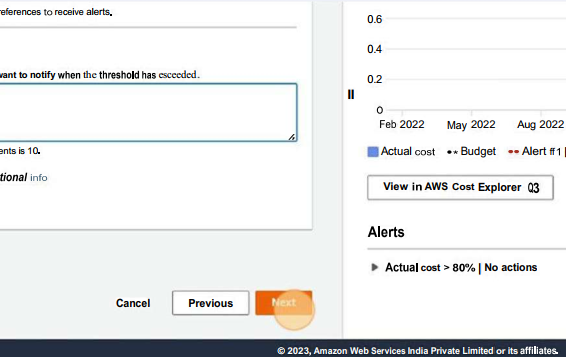 references to receive alerts.
want to notify when the threshold has esceeded.
ents is 10.
tional info
Cancel
Previous
Next
0.6
0.4
0.2
0
Feb 2022 May 2022 Aug 2022
Actual cost Budget Alert ff1
View in AWS Cost Explorer Q3
Alerts
Actual cost > 80% | No actions
© 2023, Amazon Web Services India Private Limited or its affiliates.